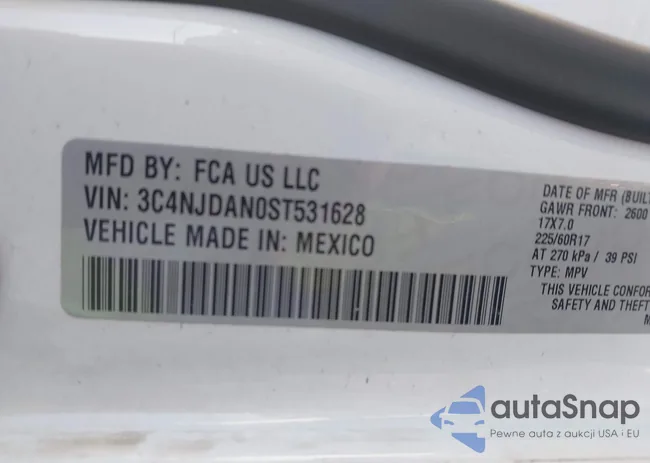 MFD BY: FCA US LLC
VIN: 3C4NJDAN0ST531628
VEHICLE MADE IN: MEXICO
DATE OF MFR (BUILT
GAWR FRONT: 2600
17X7.0
225/60R17
AT 270 kPa / 39 PSI
TYPE: MPV
THIS VEHICLE CONFO
SAFETY AND THEFT
M
autaSnap
Pewne auta z aukcji USA i EU